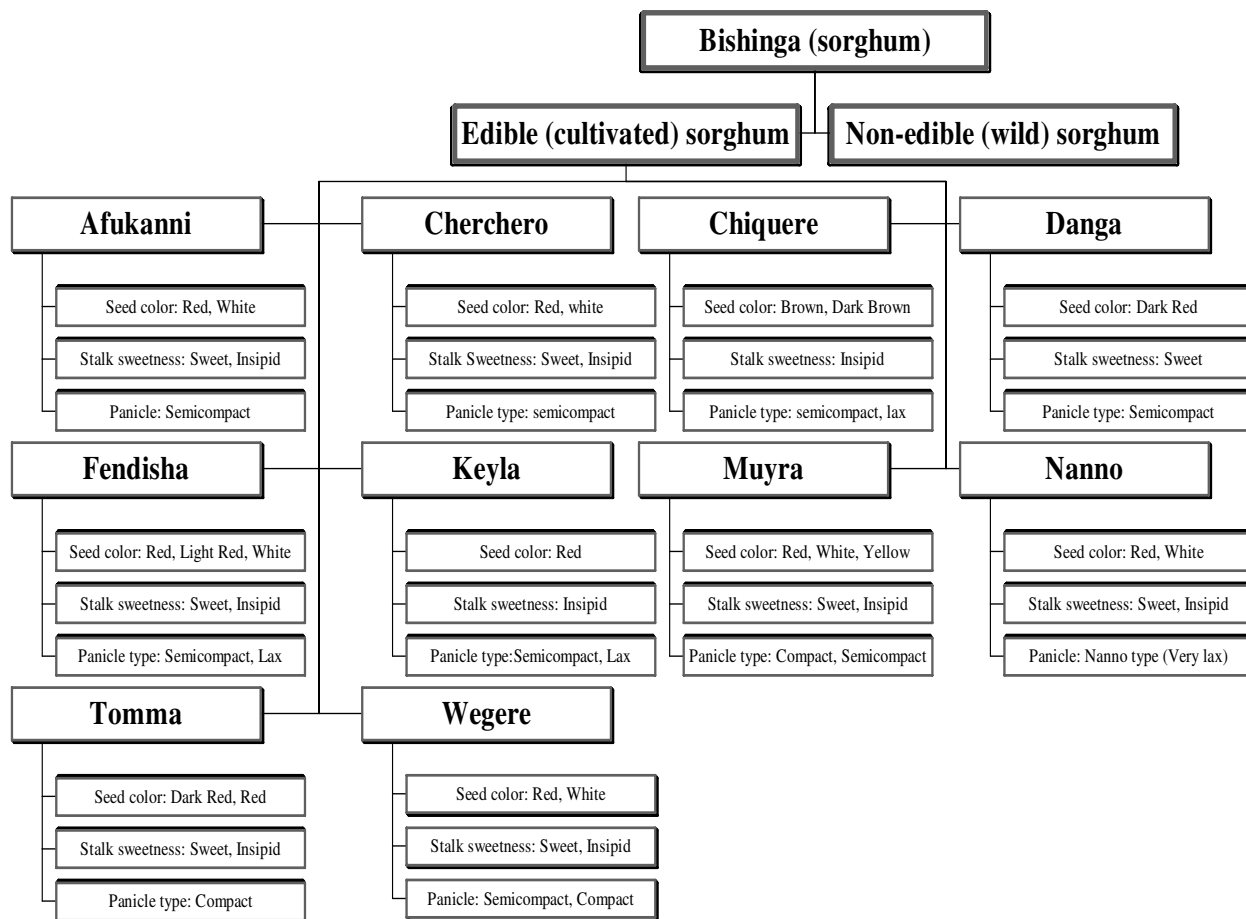 Bishinga (sorghum)
Edible (cultivated) sorghum
Non-edible (wild) sorghum
Afukanni
Seed color: Red, White
Stalk sweetness: Sweet, Insipid
Panicle: Semicompact
Cherchero
Seed color: Red, white
Stalk Sweetness: Sweet, Insipid
Panicle type: semicompact
Chiquere
Seed color: Brown, Dark Brown
Stalk sweetness: Insipid
Panicle type: semicompact, lax
Danga
Seed color: Dark Red
Stalk sweetness: Sweet
Panicle type: Semicompact
Fendisha
Seed color: Red, Light Red, White
Stalk sweetness: Sweet, Insipid
Panicle type: Semicompact, Lax
Keyla
Seed color: Red
Stalk sweetness: Insipid
Panicle type:Semicompact, Lax
Muyra
Seed color: Red, White, Yellow
Stalk sweetness: Sweet, Insipid
Panicle type: Compact, Semicompact
Nanno
Seed color: Red, White
Stalk sweetness: Sweet, Insipid
Panicle: Nanno type (Very lax)
Tomma
Seed color: Dark Red, Red
Stalk sweetness: Sweet, Insipid
Panicle type: Compact
Wegere
Seed color: Red, White
Stalk sweetness: Sweet, Insipid
Panicle: Semicompact, Compact